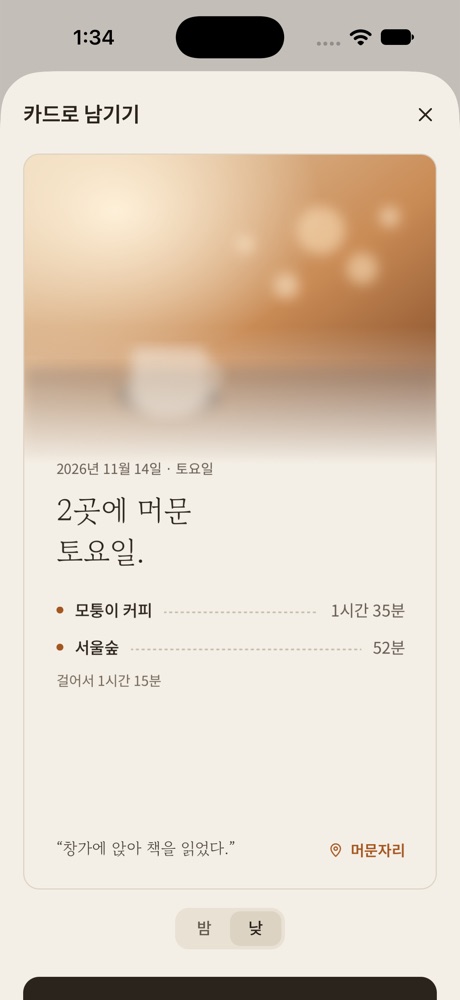 1:34
카드로 남기기
2026년 11월 14일 · 토요일
2곳에 머문
토요일.
모퉁이 커피 1시간 35분
서울숲 52분
걸어서 1시간 15분
“창가에 앉아 책을 읽었다.” 머문자리
밤 낮